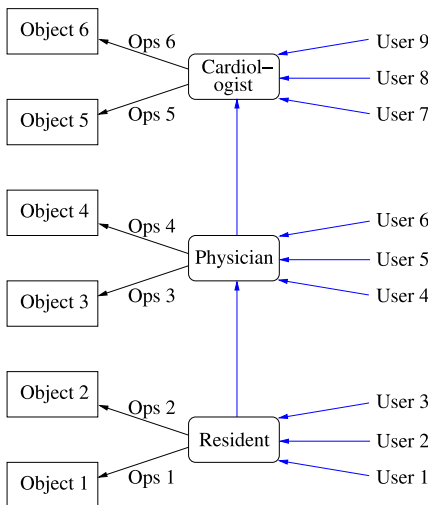 Object 6
Ops 6
User 9
Cardiol-
ogist
User 8
Object 5
Ops 5
User 7
Object 4
Ops 4
User 6
Physician
User 5
Object 3
Ops 3
User 4
Object 2
Ops 2
User 3
Resident
User 2
Object 1
Ops 1
User 1